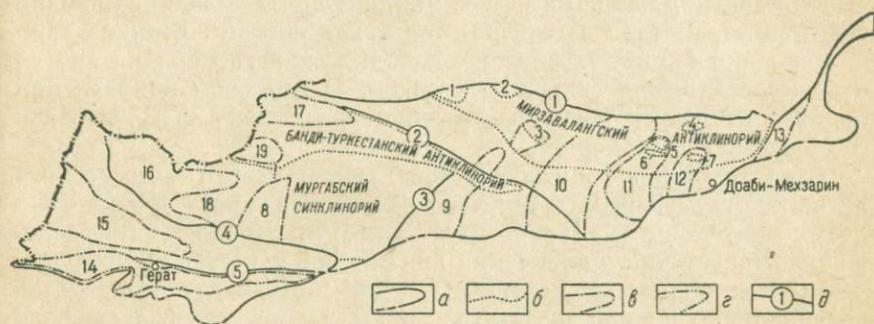 1
2
①
МИРЗАВАЛАНГСКИЙ
17
②
3
4
АНТИКЛИНОРИЙ
13
19
БАНДИ-ТУРКЕСТАНСКИЙ АНТИКЛИНОРИЙ
6
5
7
16
МУРГАБСКИЙ
СИНКЛИНОРИЙ
10
11
12
Доаби-Мехзарин
18
8
③
9
15
④
14
Герат
⑤
а
б
в
г
① д